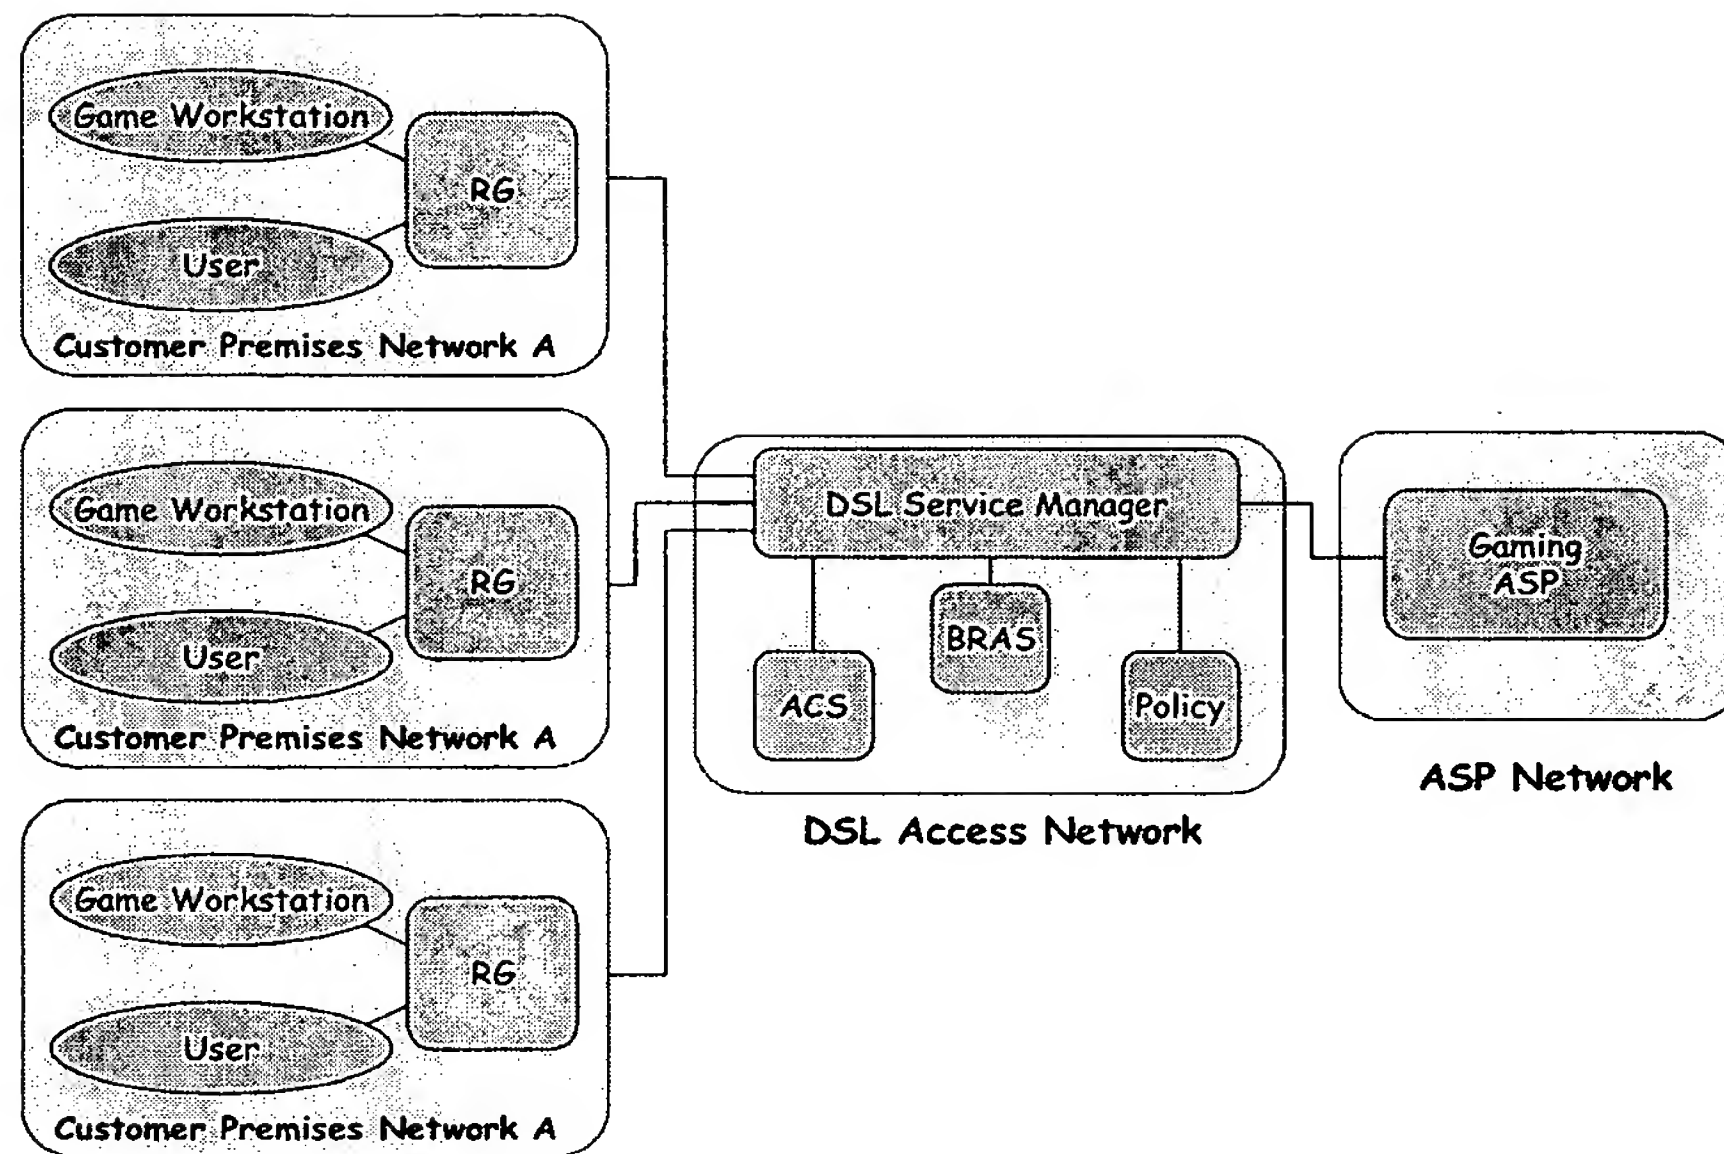 Game Workstation
RG
User
Customer Premises Network A
Game Workstation
RG
User
Customer Premises Network A
Game Workstation
RG
User
Customer Premises Network A
DSL Service Manager
BRAS
ACS
Policy
DSL Access Network
Gaming
ASP
ASP Network